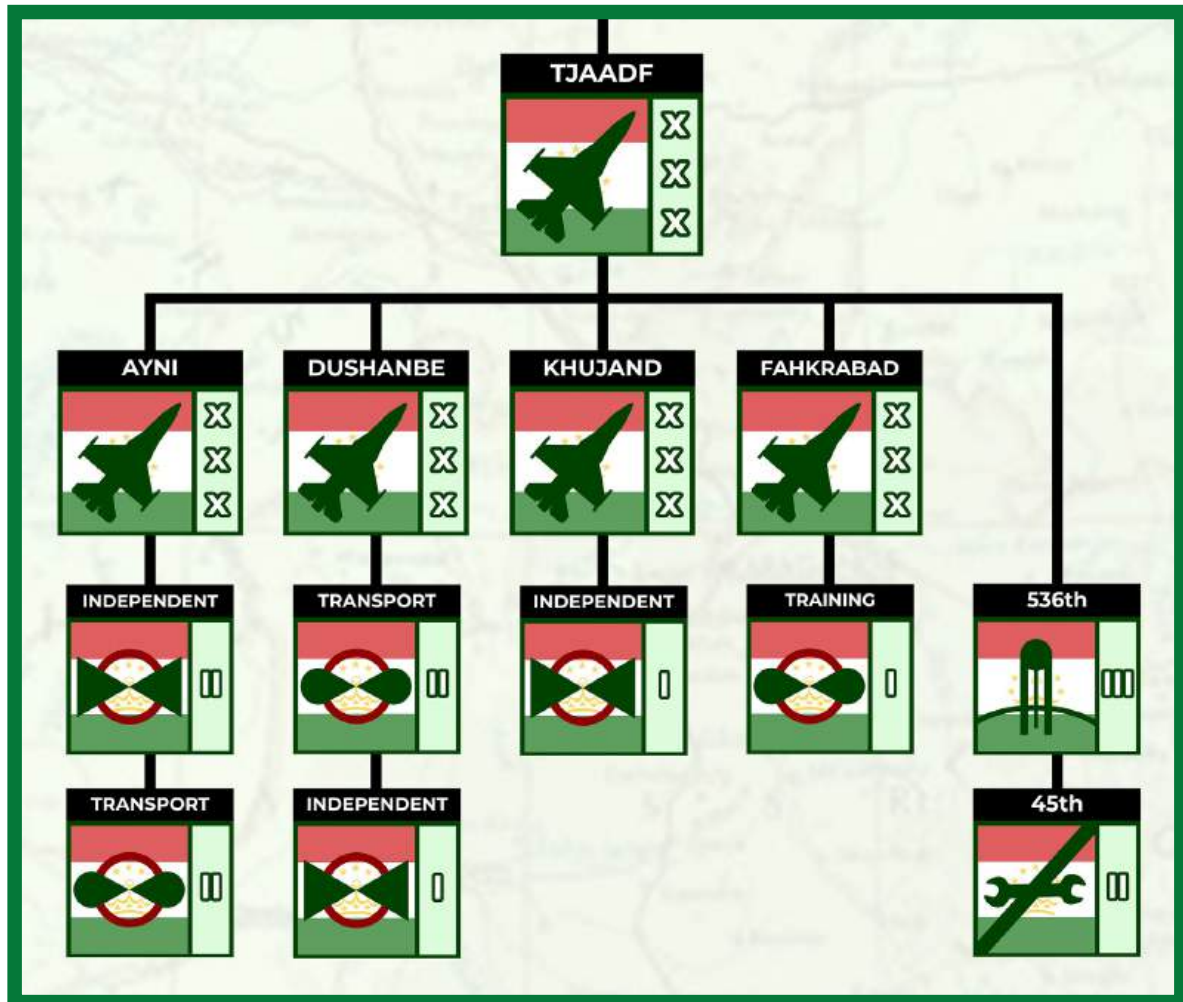 TJAADF
X
X
X
AYNI
X
X
X
DUSHANBE
X
X
X
KHUJAND
X
X
X
FAHKRABAD
X
X
X
INDEPENDENT
TRANSPORT
INDEPENDENT
TRAINING
536th
TRANSPORT
INDEPENDENT
45th